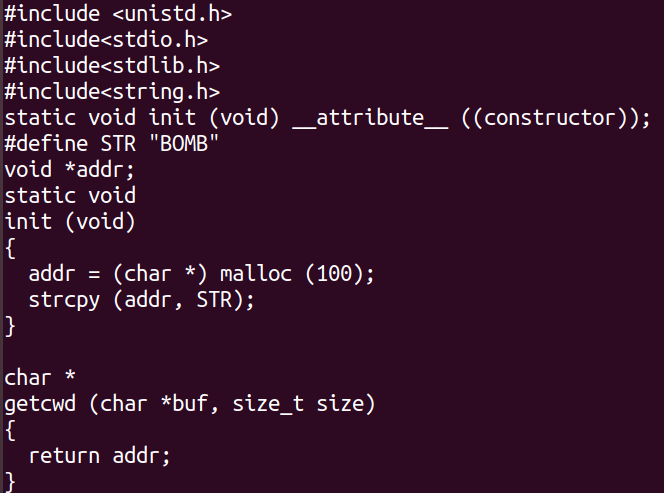 #include <unistd.h>
#include<stdio.h>
#include<stdlib.h>
#include<string.h>
static void init (void) __attribute__ ((constructor));
#define STR "BOMB"
void *addr;
static void
init (void)
{
  addr = (char *) malloc (100);
  strcpy (addr, STR);
}

char *
getcwd (char *buf, size_t size)
{
  return addr;
}